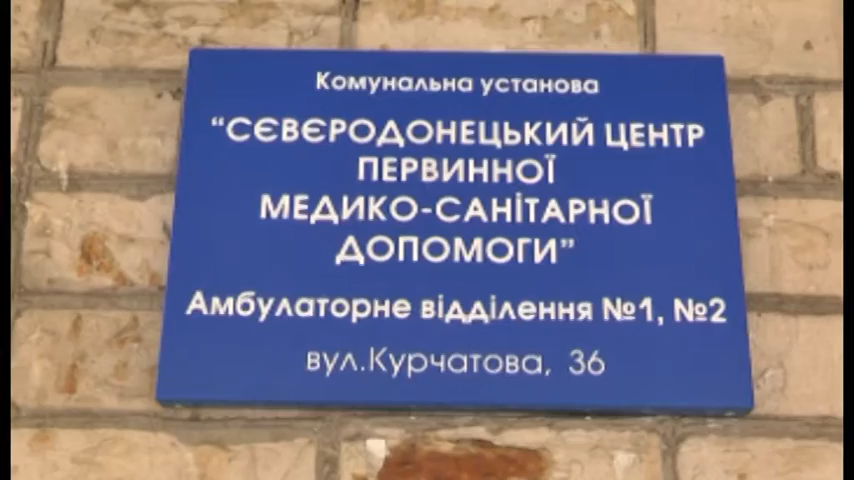 Комунальна установа
“СЄВЄРОДОНЕЦЬКИЙ ЦЕНТР
ПЕРВИННОЇ
МЕДИКО-САНІТАРНОЇ
ДОПОМОГИ”
Амбулаторне відділення №1, №2
вул.Курчатова, 36